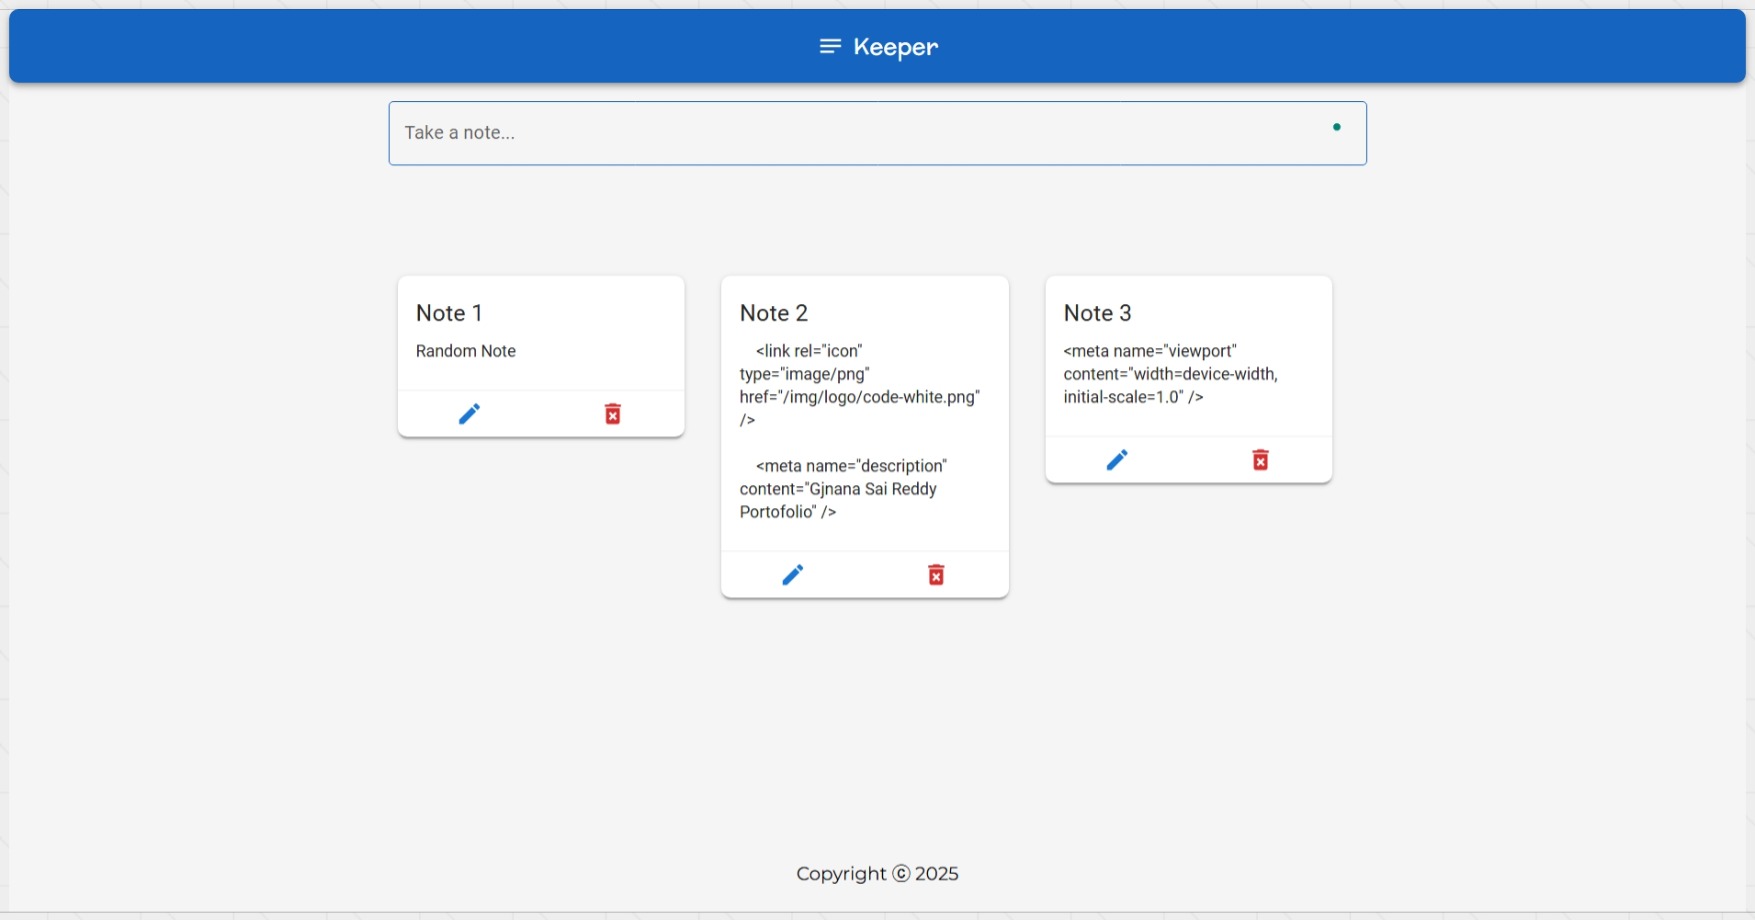 Keeper
Take a note...
Note 1
Random Note
Note 2
<link rel="icon"
type="image/png"
href="/img/logo/code-white.png"
/>
<meta name="description"
content="Gjnana Sai Reddy
Portofolio" />
Note 3
<meta name="viewport"
content="width=device-width,
initial-scale=1.0" />
Copyright ⓒ 2025